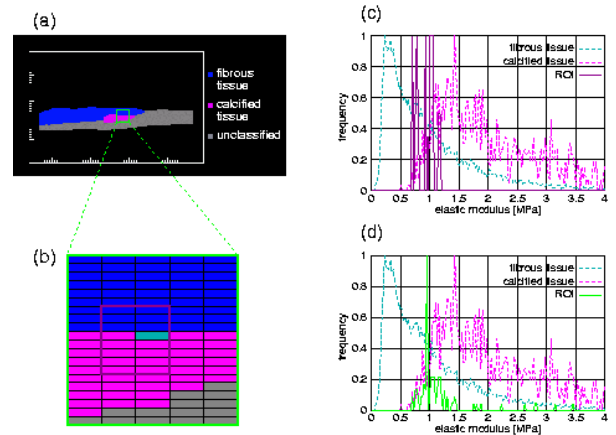 (a)
fibrous
tissue
calcified
tissue
unclassified
(b)
(c)
fibrous tissue
calcified tissue
ROI
frequency
1
0.8
0.6
0.4
0.2
0
0 0.5 1 1.5 2 2.5 3 3.5 4
elastic modulus [MPa]
(d)
fibrous tissue
calcified tissue
ROI
frequency
1
0.8
0.6
0.4
0.2
0
0 0.5 1 1.5 2 2.5 3 3.5 4
elastic modulus [MPa]